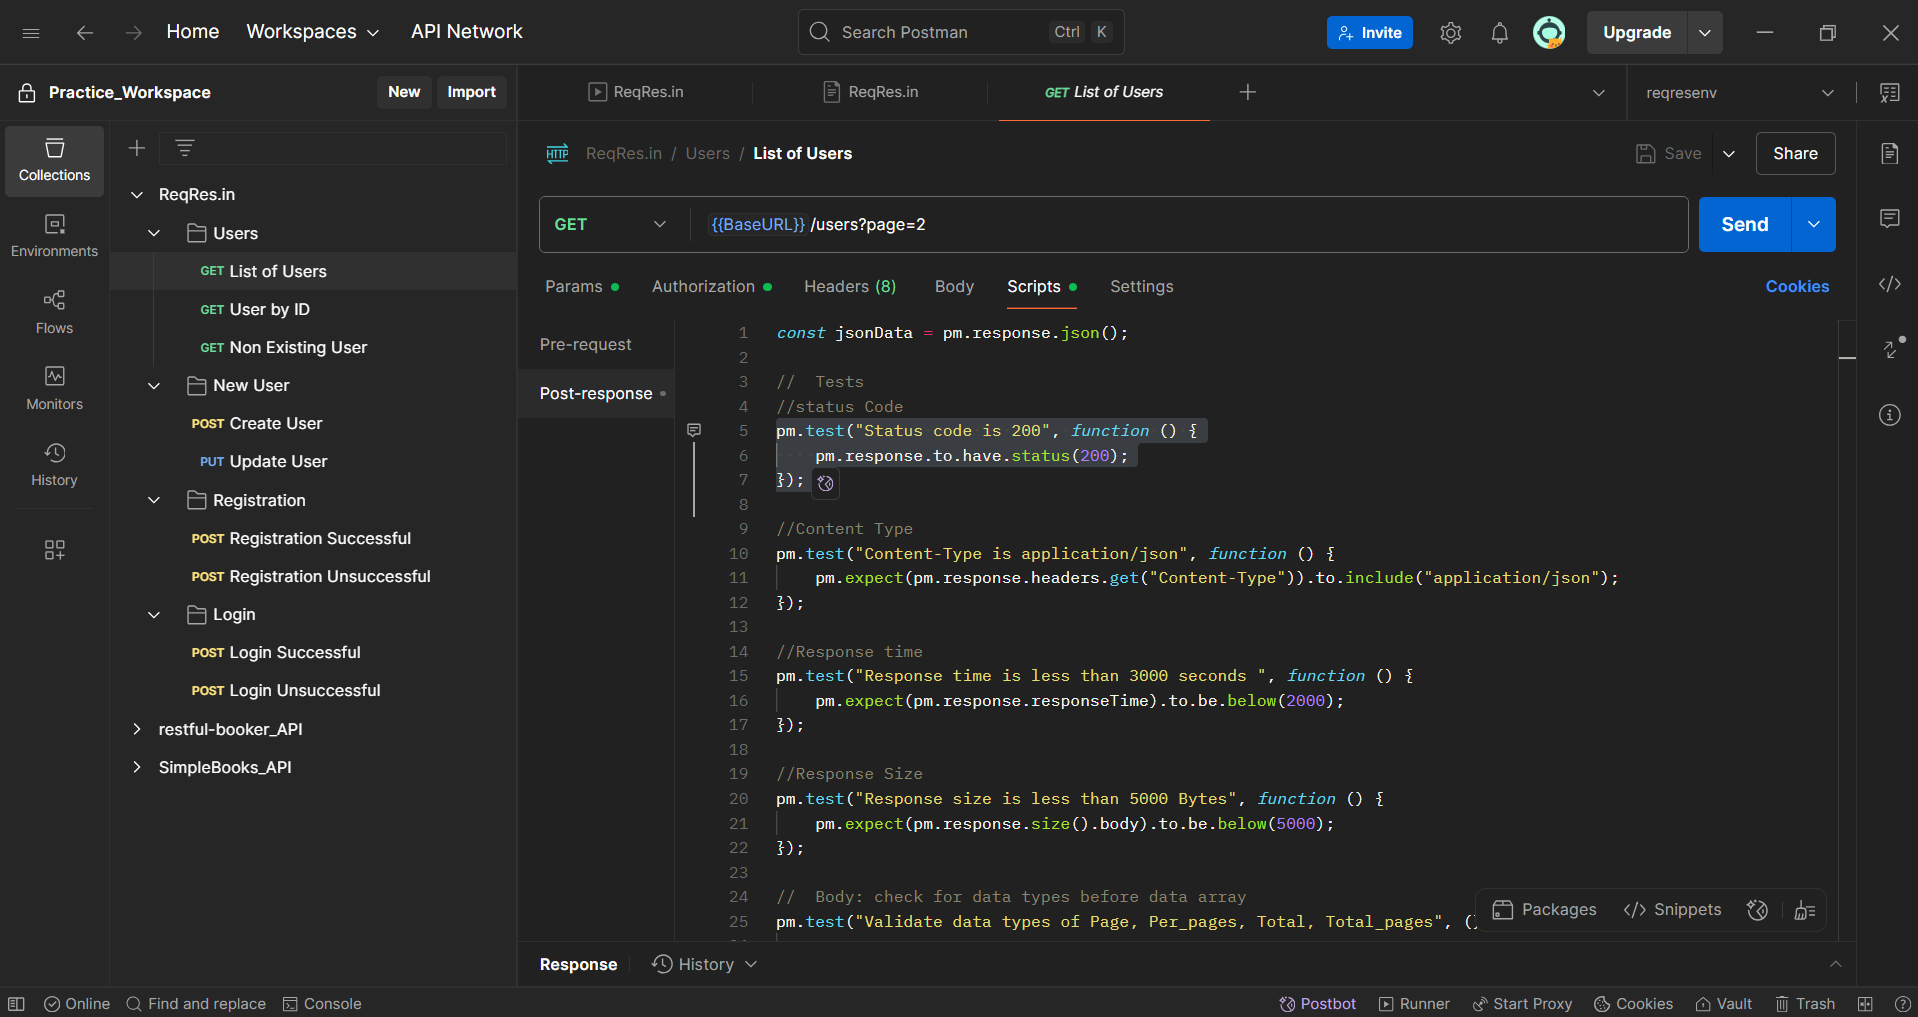 Home Workspaces API Network Search Postman Ctrl K Invite Upgrade
Practice_Workspace New Import
ReqRes.in ReqRes.in GET List of Users reqresenv
Collections
Environments
Flows
Monitors
History
ReqRes.in
Users
GET List of Users
GET User by ID
GET Non Existing User
New User
POST Create User
PUT Update User
Registration
POST Registration Successful
POST Registration Unsuccessful
Login
POST Login Successful
POST Login Unsuccessful
restful-booker_API
SimpleBooks_API
HTTP ReqRes.in / Users / List of Users Save Share
GET {{BaseURL}} /users?page=2 Send
Params Authorization Headers (8) Body Scripts Settings Cookies
Pre-request
Post-response
1 const jsonData = pm.response.json();
2
3 //  Tests
4 //status Code
5 pm.test("Status code is 200", function () {
6     pm.response.to.have.status(200);
7 });
8
9 //Content Type
10 pm.test("Content-Type is application/json", function () {
11     pm.expect(pm.response.headers.get("Content-Type")).to.include("application/json");
12 });
13
14 //Response time
15 pm.test("Response time is less than 3000 seconds ", function () {
16     pm.expect(pm.response.responseTime).to.be.below(2000);
17 });
18
19 //Response Size
20 pm.test("Response size is less than 5000 Bytes", function () {
21     pm.expect(pm.response.size().body).to.be.below(5000);
22 });
23
24 //  Body: check for data types before data array
25 pm.test("Validate data types of Page, Per_pages, Total, Total_pages", ()
Packages </> Snippets
Response History
Online Find and replace Console Postbot Runner Start Proxy Cookies Vault Trash